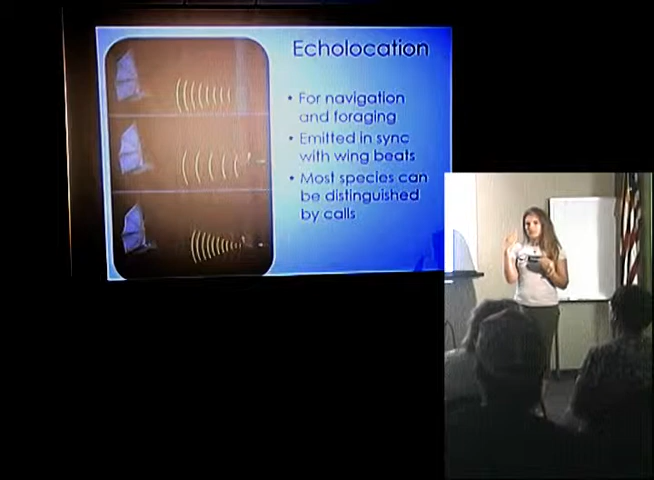 Echolocation
• For navigation
and foraging
• Emitted in sync
with wing beats
• Most species can
be distinguished
by calls